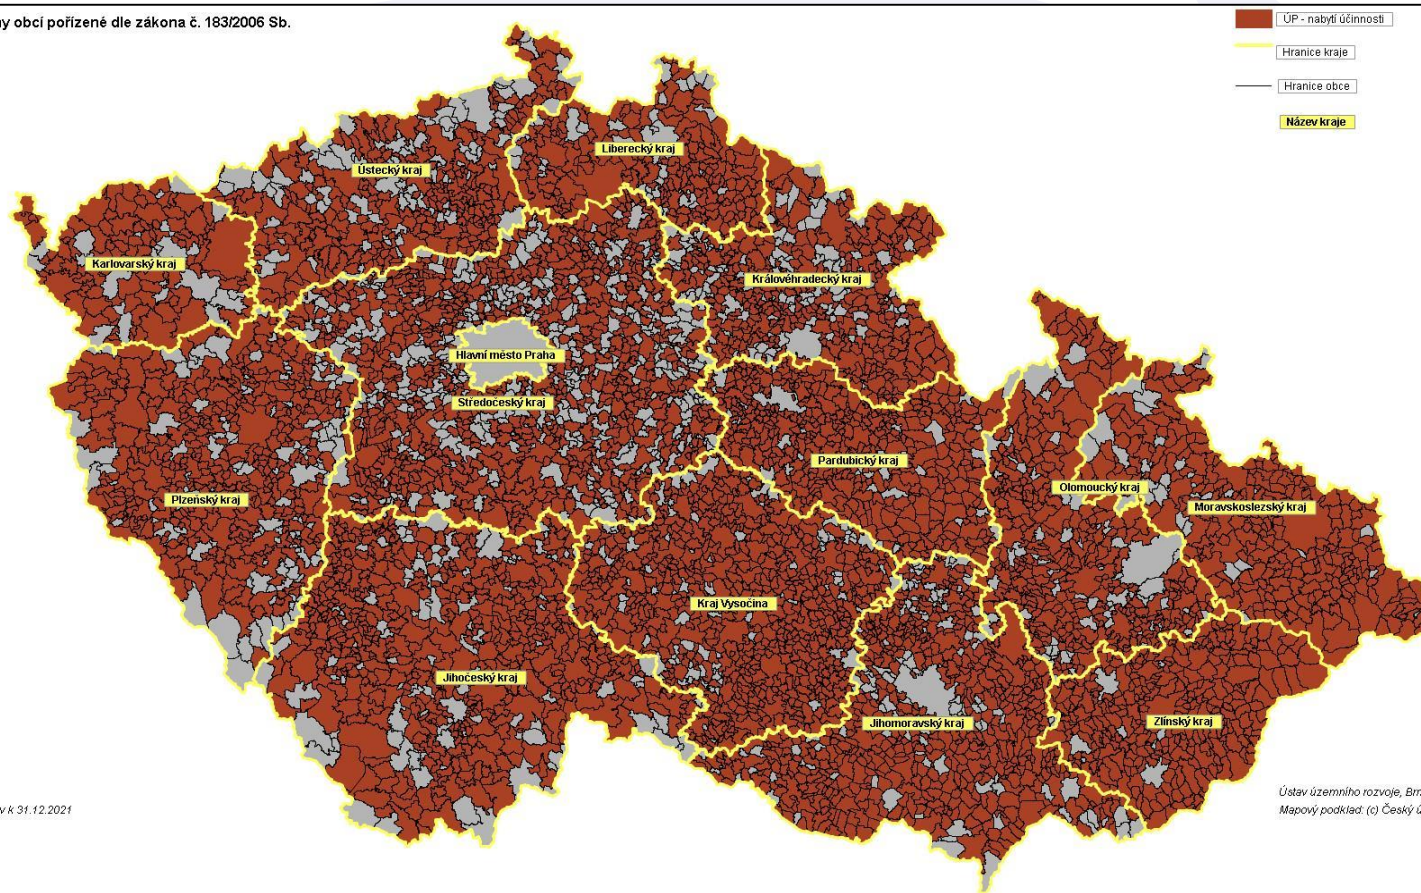 y obcí pořízené dle zákona č. 183/2006 Sb.
ÚP - nabytí účinnosti
Hranice kraje
Hranice obce
Název kraje
Liberecký kraj
Ústecký kraj
Karlovarský kraj
Královéhradecký kraj
Hlavní město Praha
Středočeský kraj
Pardubický kraj
Plzeňský kraj
Olomoucký kraj
Moravskoslezský kraj
Kraj Vysočina
Jihočeský kraj
Jihomoravský kraj
Zlínský kraj
v k 31.12.2021
Ústav územního rozvoje, Br
Mapový podklad: (c) Český ú